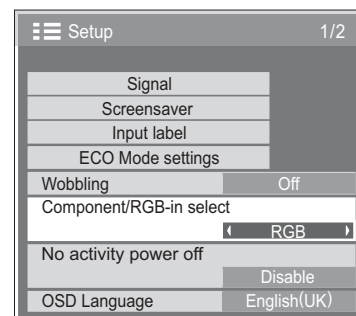 Setup 1/2
Signal
Screensaver
Input label
ECO Mode settings
Wobbling Off
Component/RGB-in select
RGB
No activity power off
Disable
OSD Language English(UK)